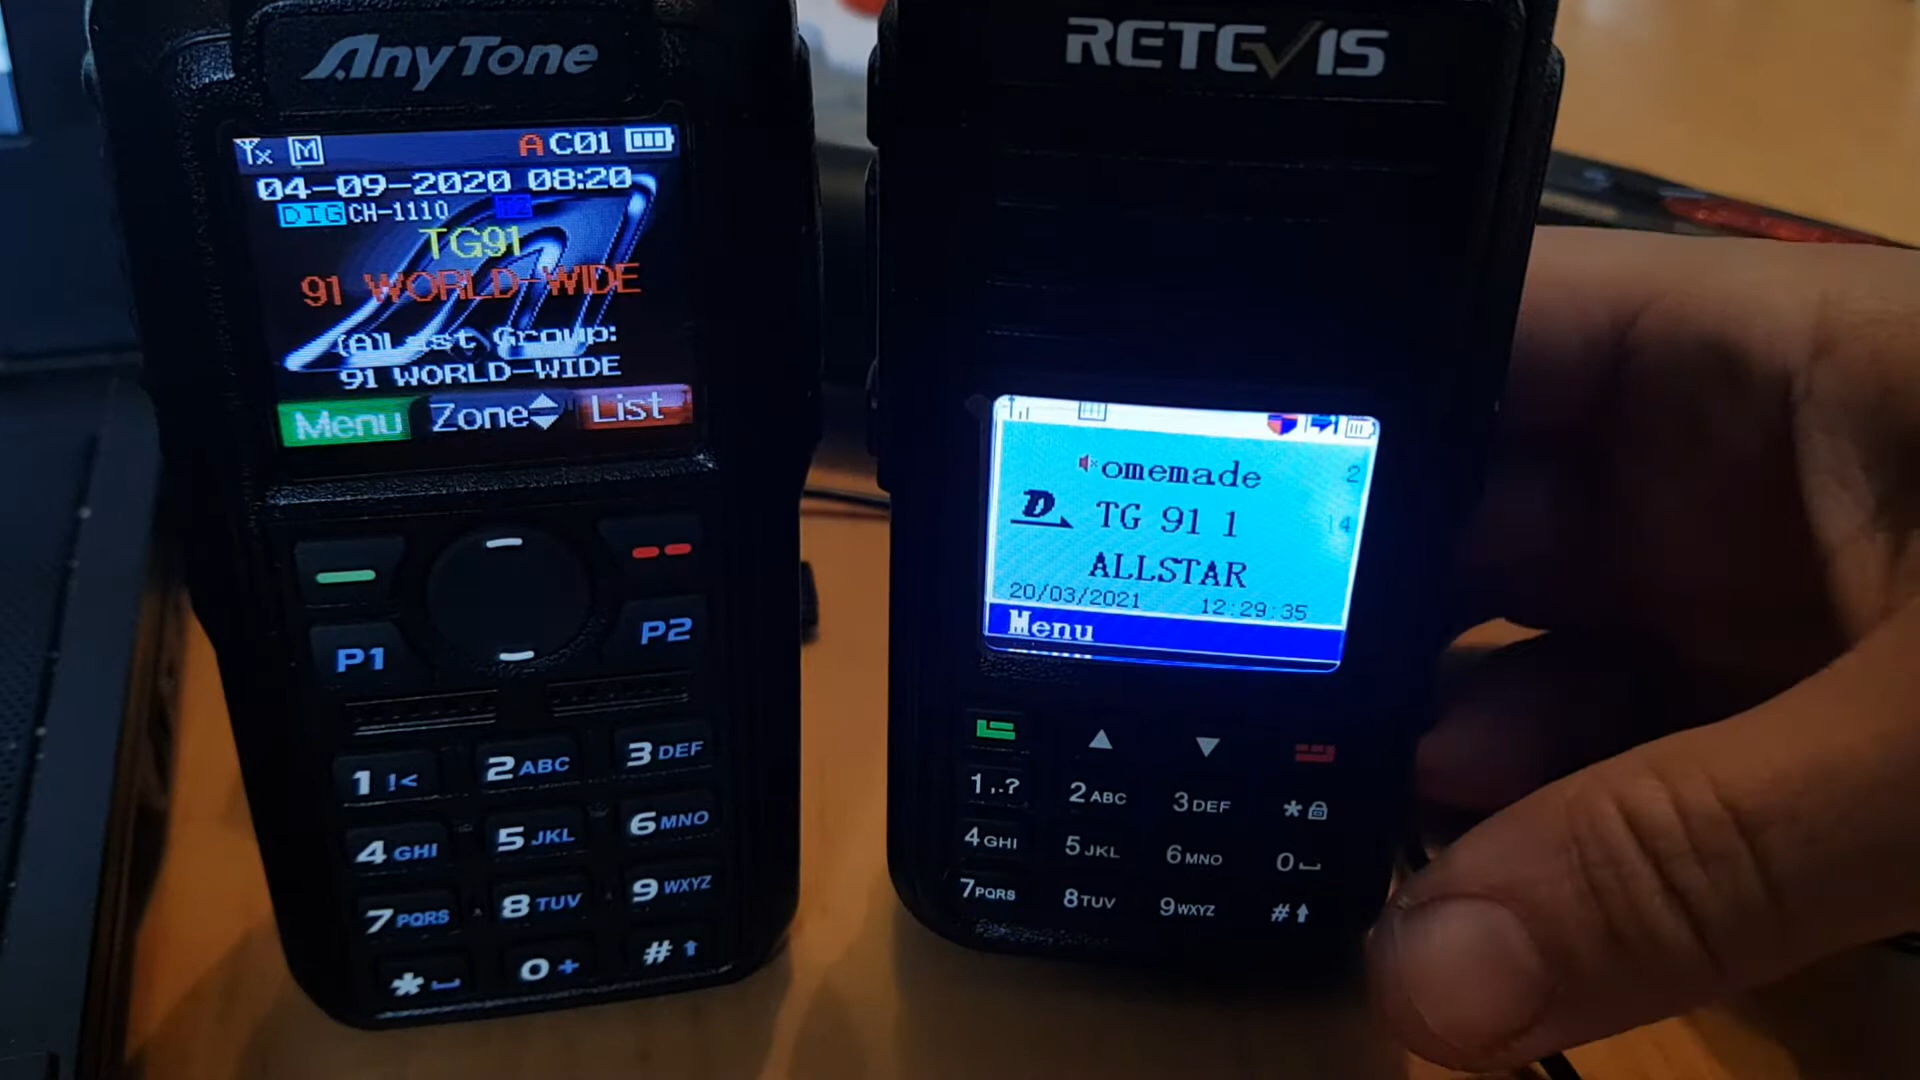 AnyTone
Tx M A C01
04-09-2020 08:20
DIG CH-1110
TG91
91 WORLD-WIDE
(A)Last Group:
91 WORLD-WIDE
Menu Zone List
P1 P2
1 !< 2 ABC 3 DEF
4 GHI 5 JKL 6 MNO
7 PQRS 8 TUV 9 WXYZ
* 0 + #
RETEVIS
omemade 2
D TG 91 1 14
ALLSTAR
20/03/2021 12:29:35
Menu
1,.? 2 ABC 3 DEF *
4 GHI 5 JKL 6 MNO 0
7 PQRS 8 TUV 9 WXYZ #